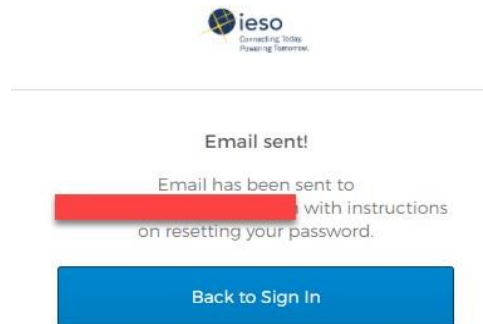 ieso
Connecting Today.
Powering Tomorrow.
Email sent!
Email has been sent to
with instructions
on resetting your password.
Back to Sign In